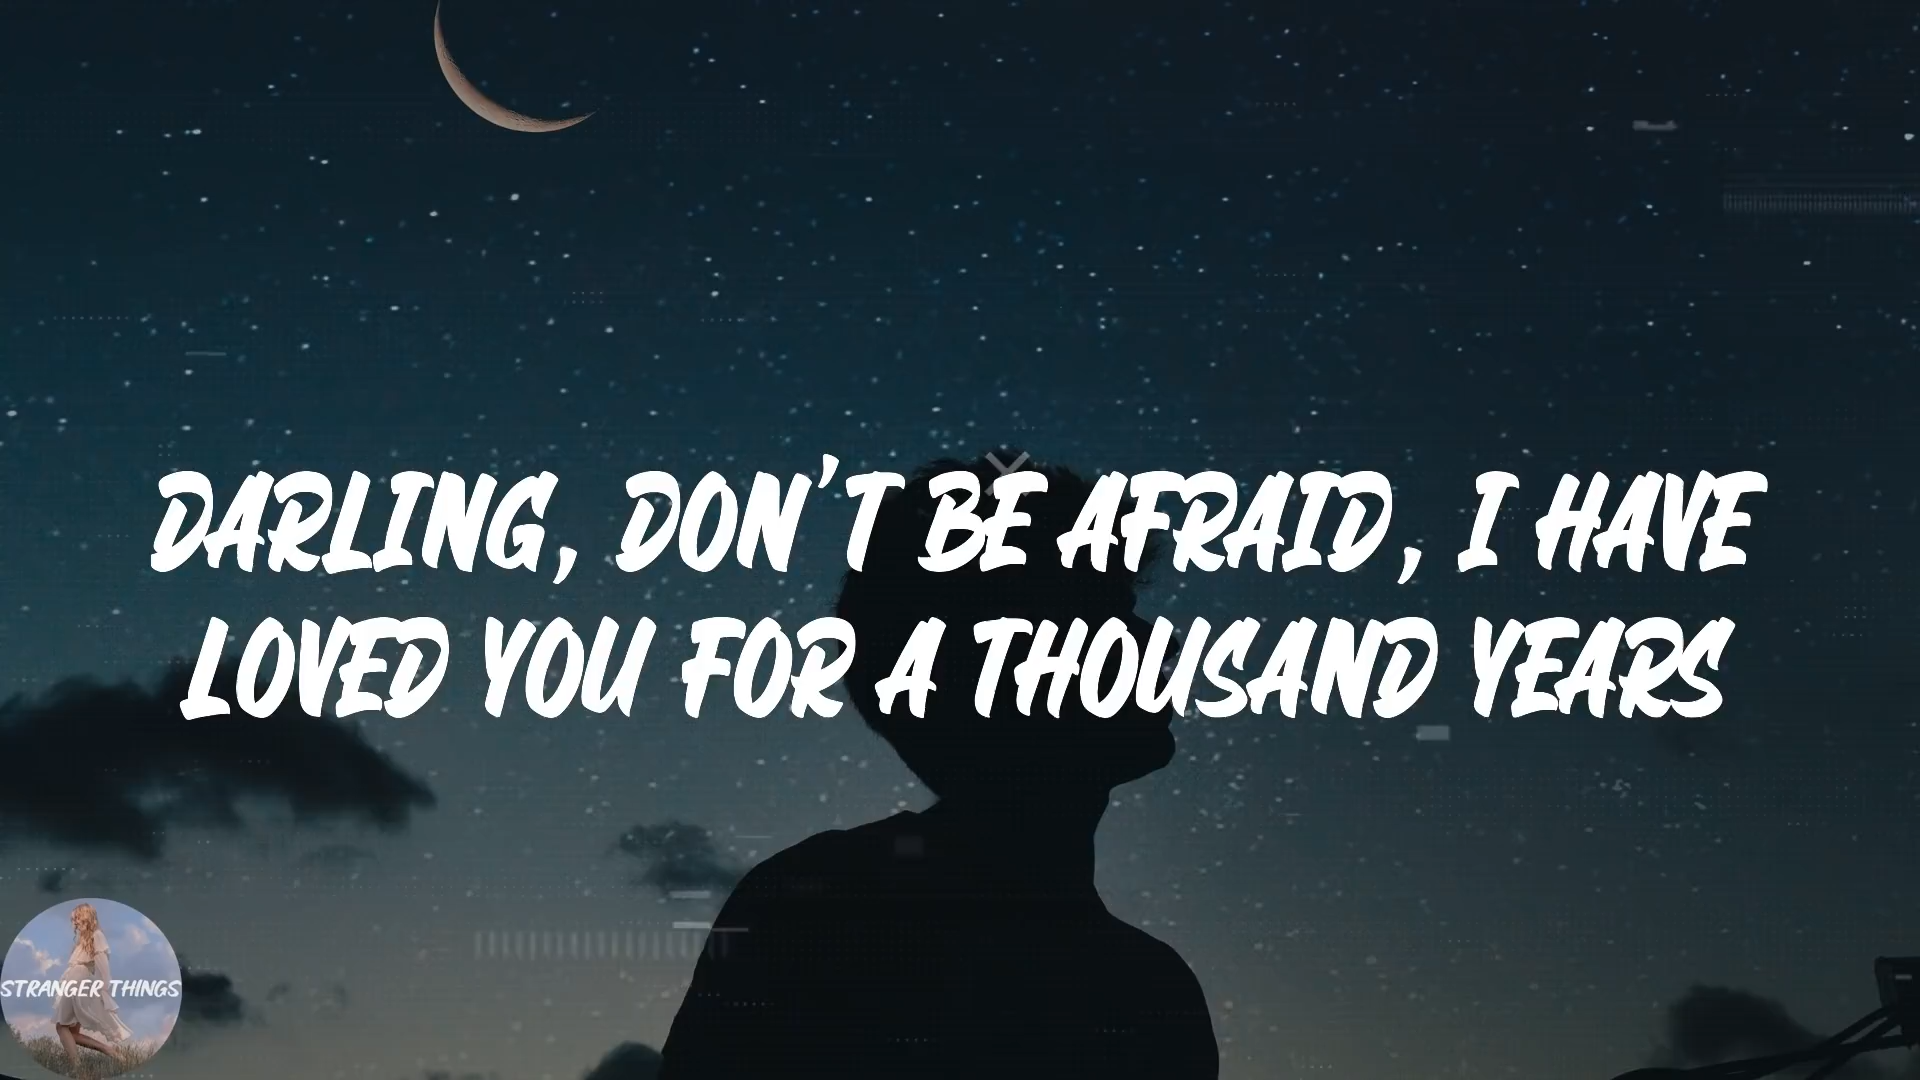 DARLING, DON'T BE AFRAID, I HAVE
LOVED YOU FOR A THOUSAND YEARS
STRANGER THINGS